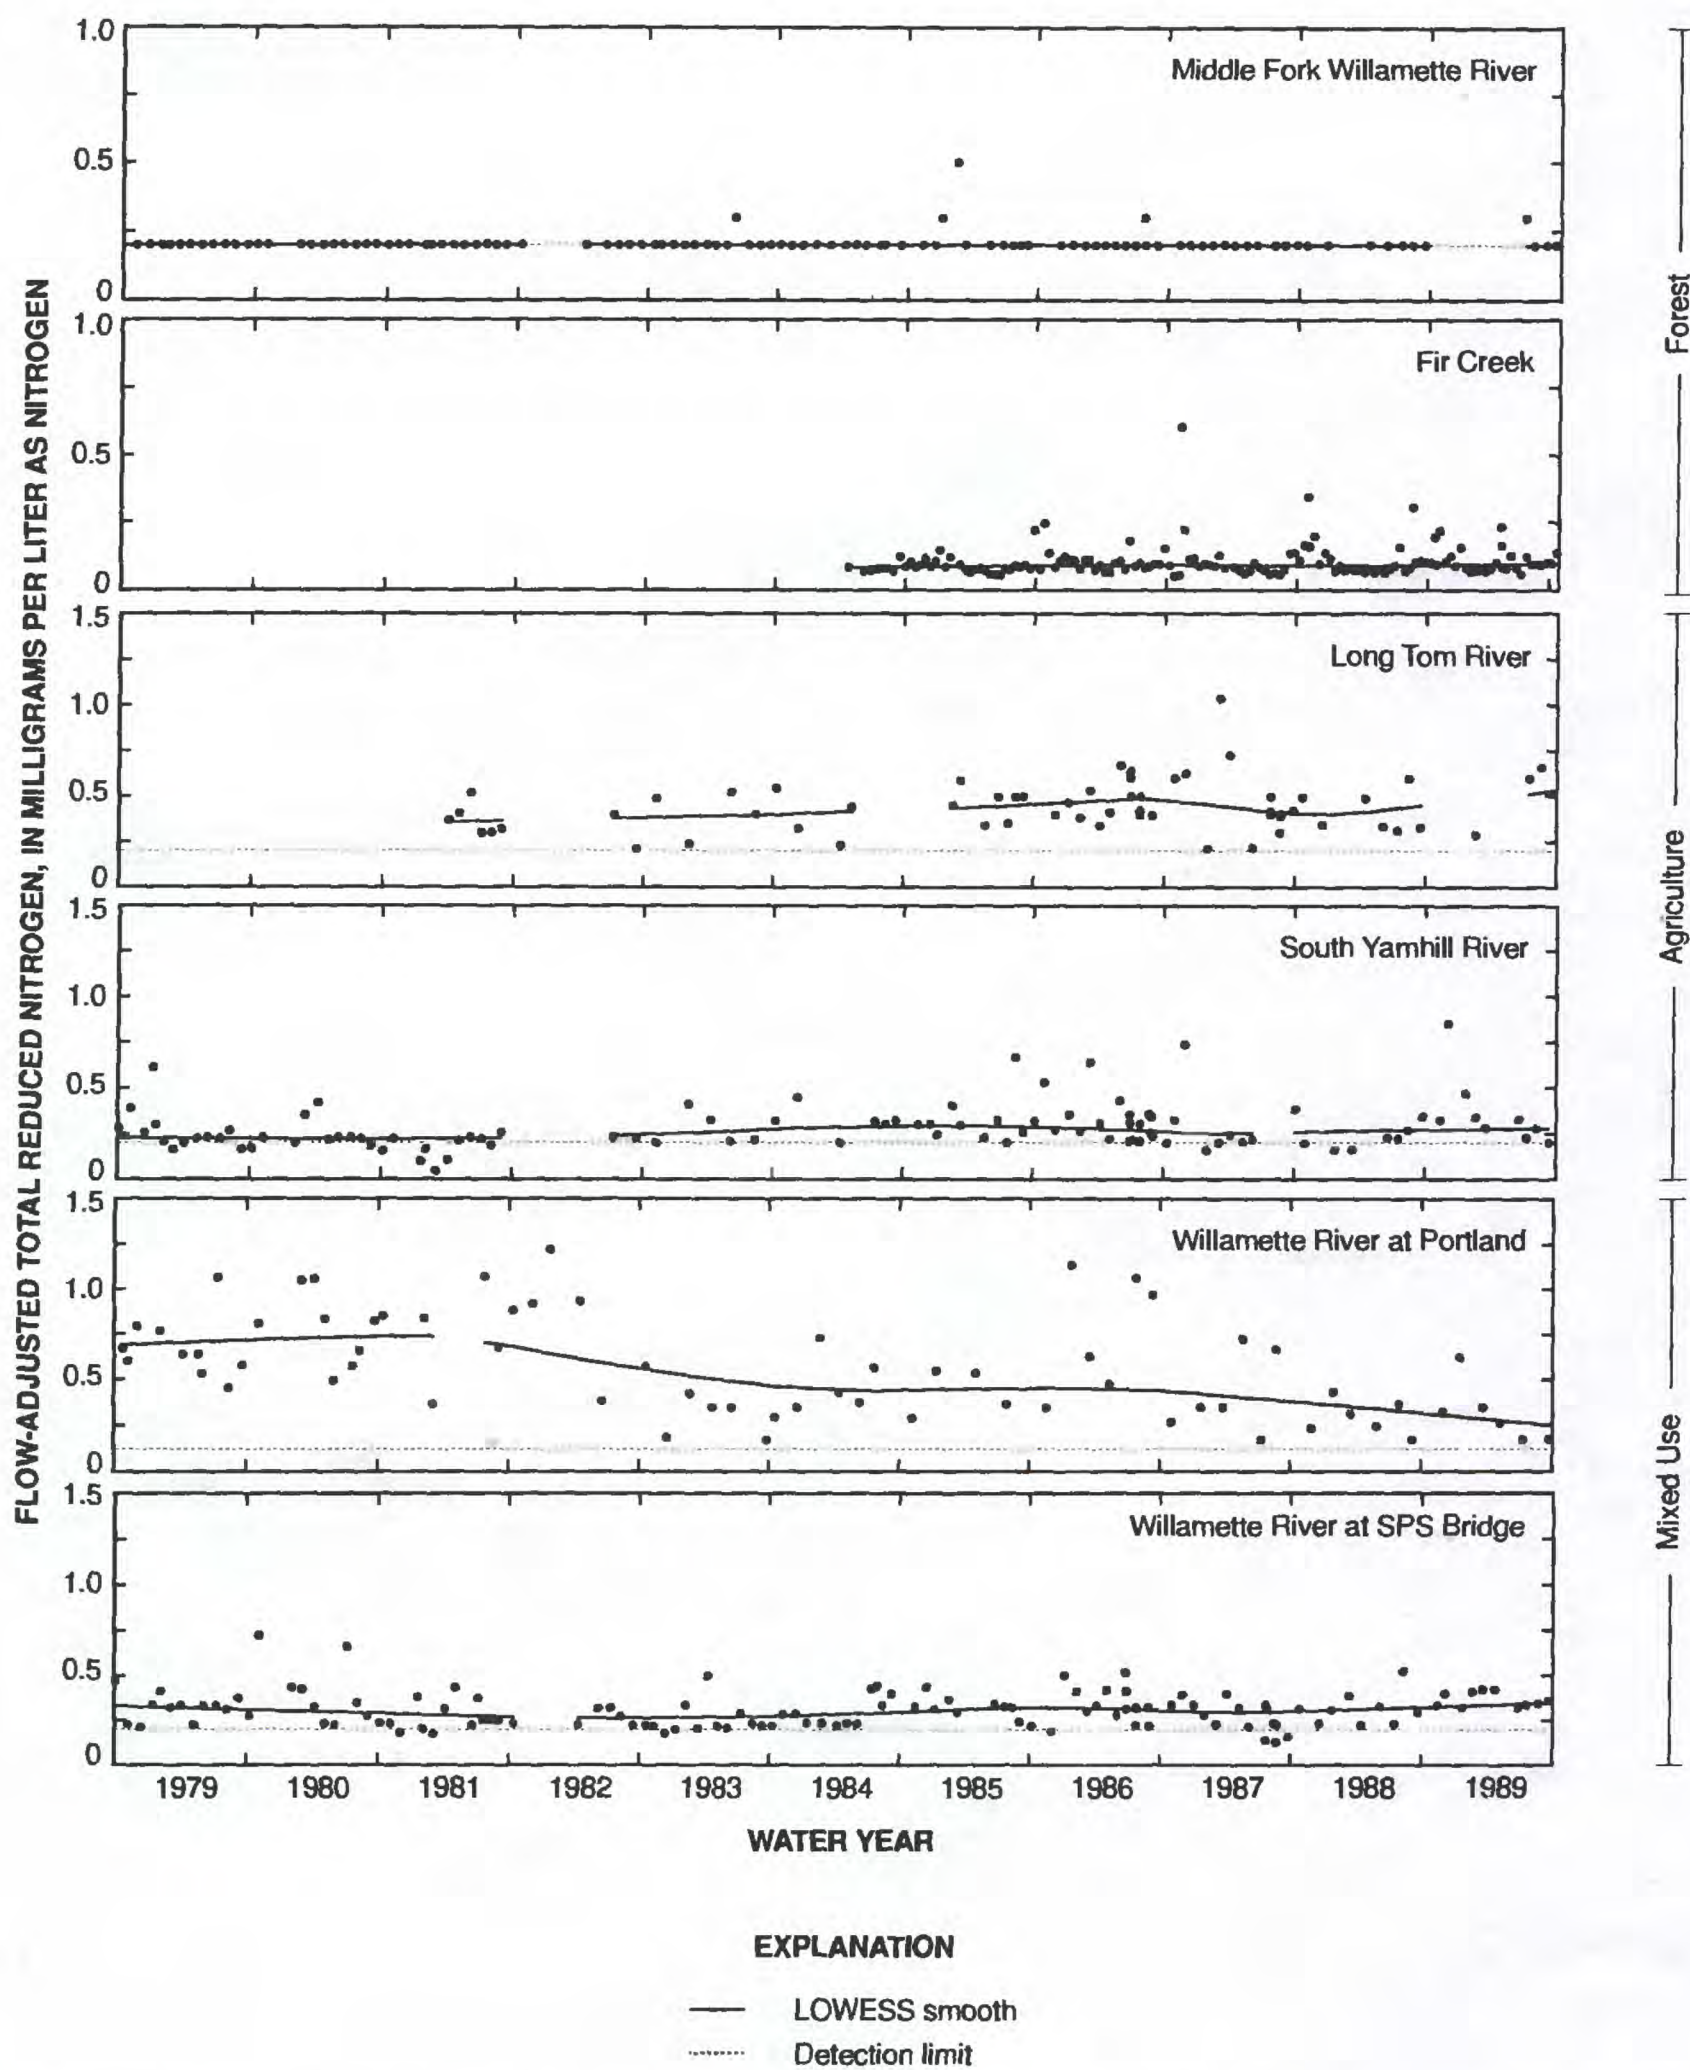 FLOW-ADJUSTED TOTAL REDUCED NITROGEN, IN MILLIGRAMS PER LITER AS NITROGEN
1.0
0.5
0
Middle Fork Willamette River
1.0
0.5
0
Fir Creek
Forest
1.5
1.0
0.5
0
Long Tom River
1.5
1.0
0.5
0
South Yamhill River
Agriculture
1.5
1.0
0.5
0
Willamette River at Portland
1.5
1.0
0.5
0
Willamette River at SPS Bridge
Mixed Use
1979 1980 1981 1982 1983 1984 1985 1986 1987 1988 1989
WATER YEAR
EXPLANATION
LOWESS smooth
Detection limit